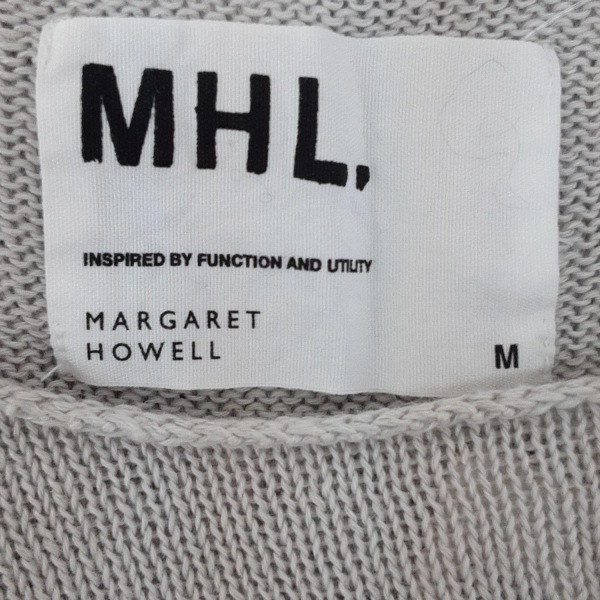 MHL.
INSPIRED BY FUNCTION AND UTILITY
MARGARET
HOWELL
M